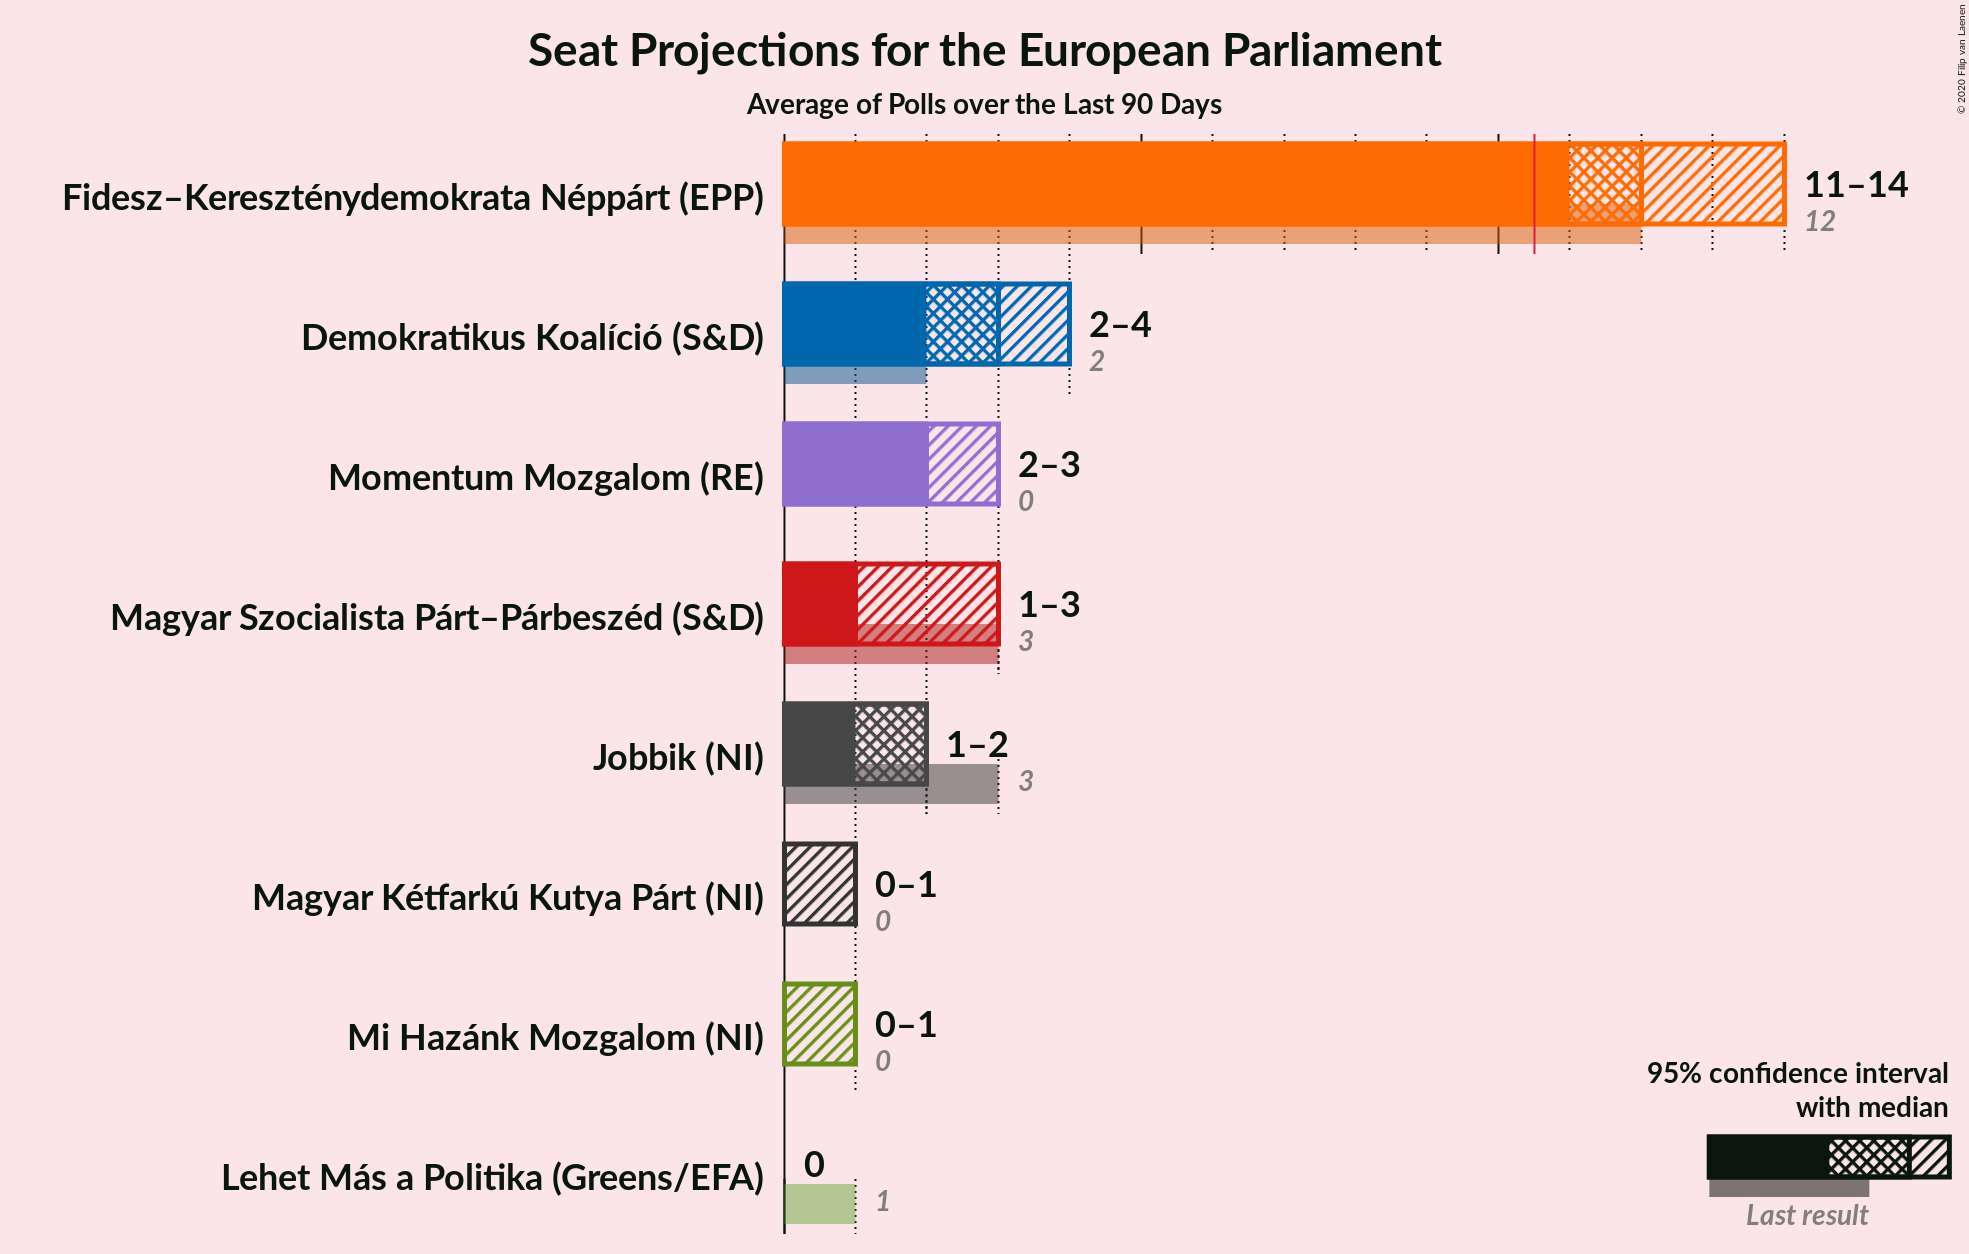 Seat Projections for the European Parliament
Average of Polls over the Last 90 Days
© 2020 Filip van Laenen
Fidesz–Kereszténydemokrata Néppárt (EPP)
11–14
12
Demokratikus Koalíció (S&D)
2–4
2
Momentum Mozgalom (RE)
2–3
0
Magyar Szocialista Párt–Párbeszéd (S&D)
1–3
3
Jobbik (NI)
1–2
3
Magyar Kétfarkú Kutya Párt (NI)
0–1
0
Mi Hazánk Mozgalom (NI)
0–1
0
Lehet Más a Politika (Greens/EFA)
0
1
95% confidence interval
with median
Last result